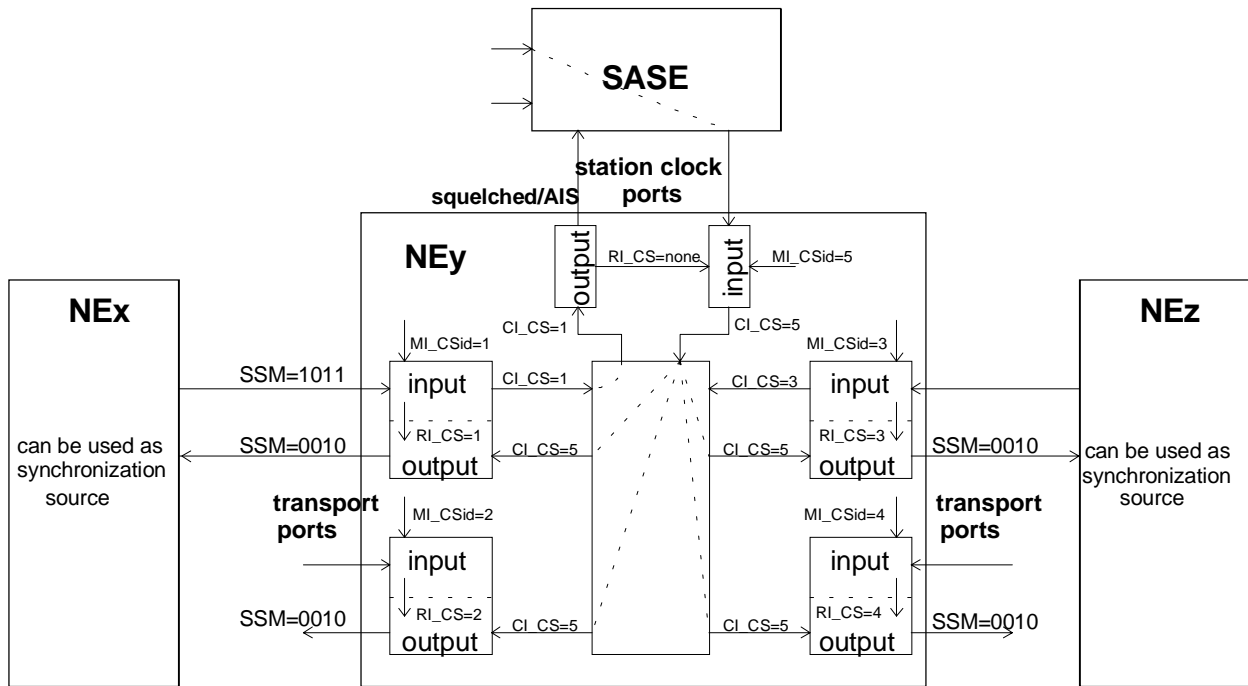 SASE
station clock
ports
squelched/AIS
NEy
output
RI_CS=none
input
MI_CSid=5
NEx
NEz
CI_CS=1
CI_CS=5
MI_CSid=1
MI_CSid=3
SSM=1011
input
CI_CS=1
CI_CS=3
input
can be used as
synchronization
source
SSM=0010
RI_CS=1
output
CI_CS=5
CI_CS=5
RI_CS=3
output
SSM=0010
can be used as
synchronization
source
transport
ports
MI_CSid=2
MI_CSid=4
transport
ports
input
input
SSM=0010
RI_CS=2
output
CI_CS=5
CI_CS=5
RI_CS=4
output
SSM=0010